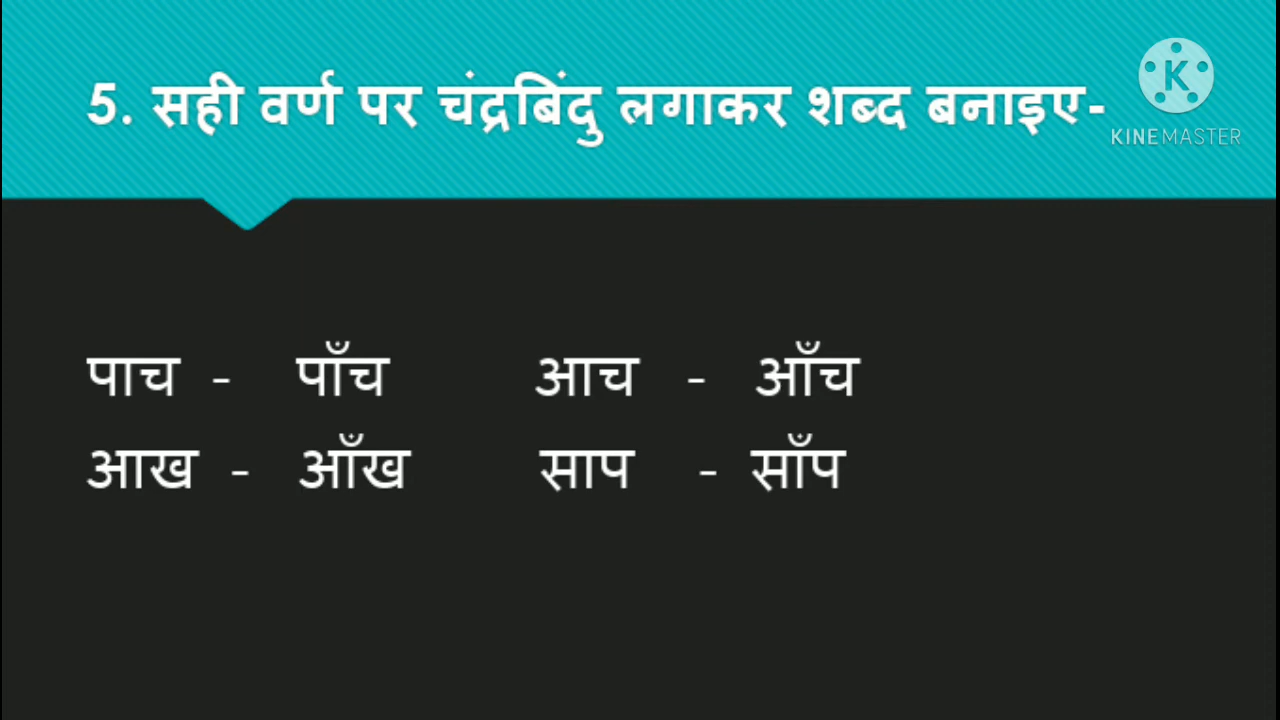 5. सही वर्ण पर चंद्रबिंदु लगाकर शब्द बनाइए-
KINEMASTER
पाच - पाँच आच - आँच
आख - आँख साप - साँप